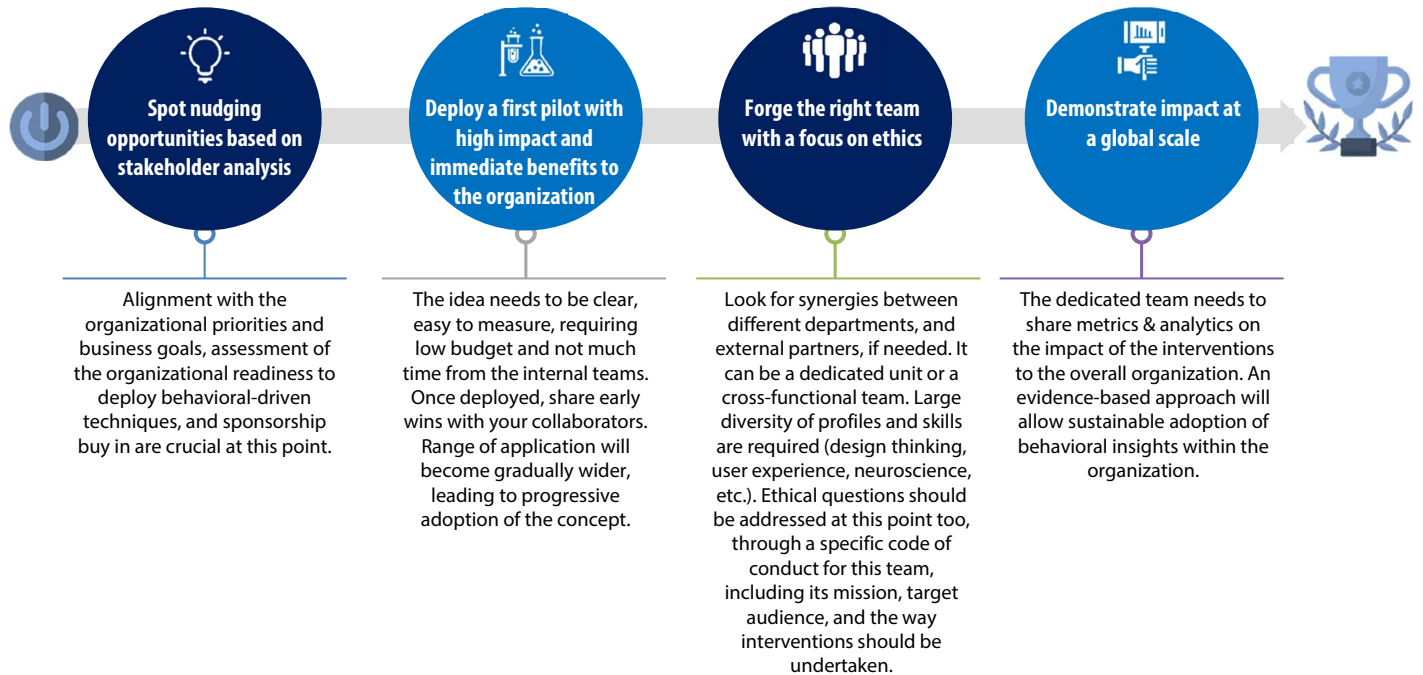 Spot nudging
opportunities based on
stakeholder analysis
Deploy a first pilot with
high impact and
immediate benefits to
the organization
Forge the right team
with a focus on ethics
Demonstrate impact at
a global scale
Alignment with the
organizational priorities and
business goals, assessment of
the organizational readiness to
deploy behavioral-driven
techniques, and sponsorship
buy in are crucial at this point.
The idea needs to be clear,
easy to measure, requiring
low budget and not much
time from the internal teams.
Once deployed, share early
wins with your collaborators.
Range of application will
become gradually wider,
leading to progressive
adoption of the concept.
Look for synergies between
different departments, and
external partners, if needed. It
can be a dedicated unit or a
cross-functional team. Large
diversity of profiles and skills
are required (design thinking,
user experience, neuroscience,
etc.). Ethical questions should
be addressed at this point too,
through a specific code of
conduct for this team,
including its mission, target
audience, and the way
interventions should be
undertaken.
The dedicated team needs to
share metrics & analytics on
the impact of the interventions
to the overall organization. An
evidence-based approach will
allow sustainable adoption of
behavioral insights within the
organization.